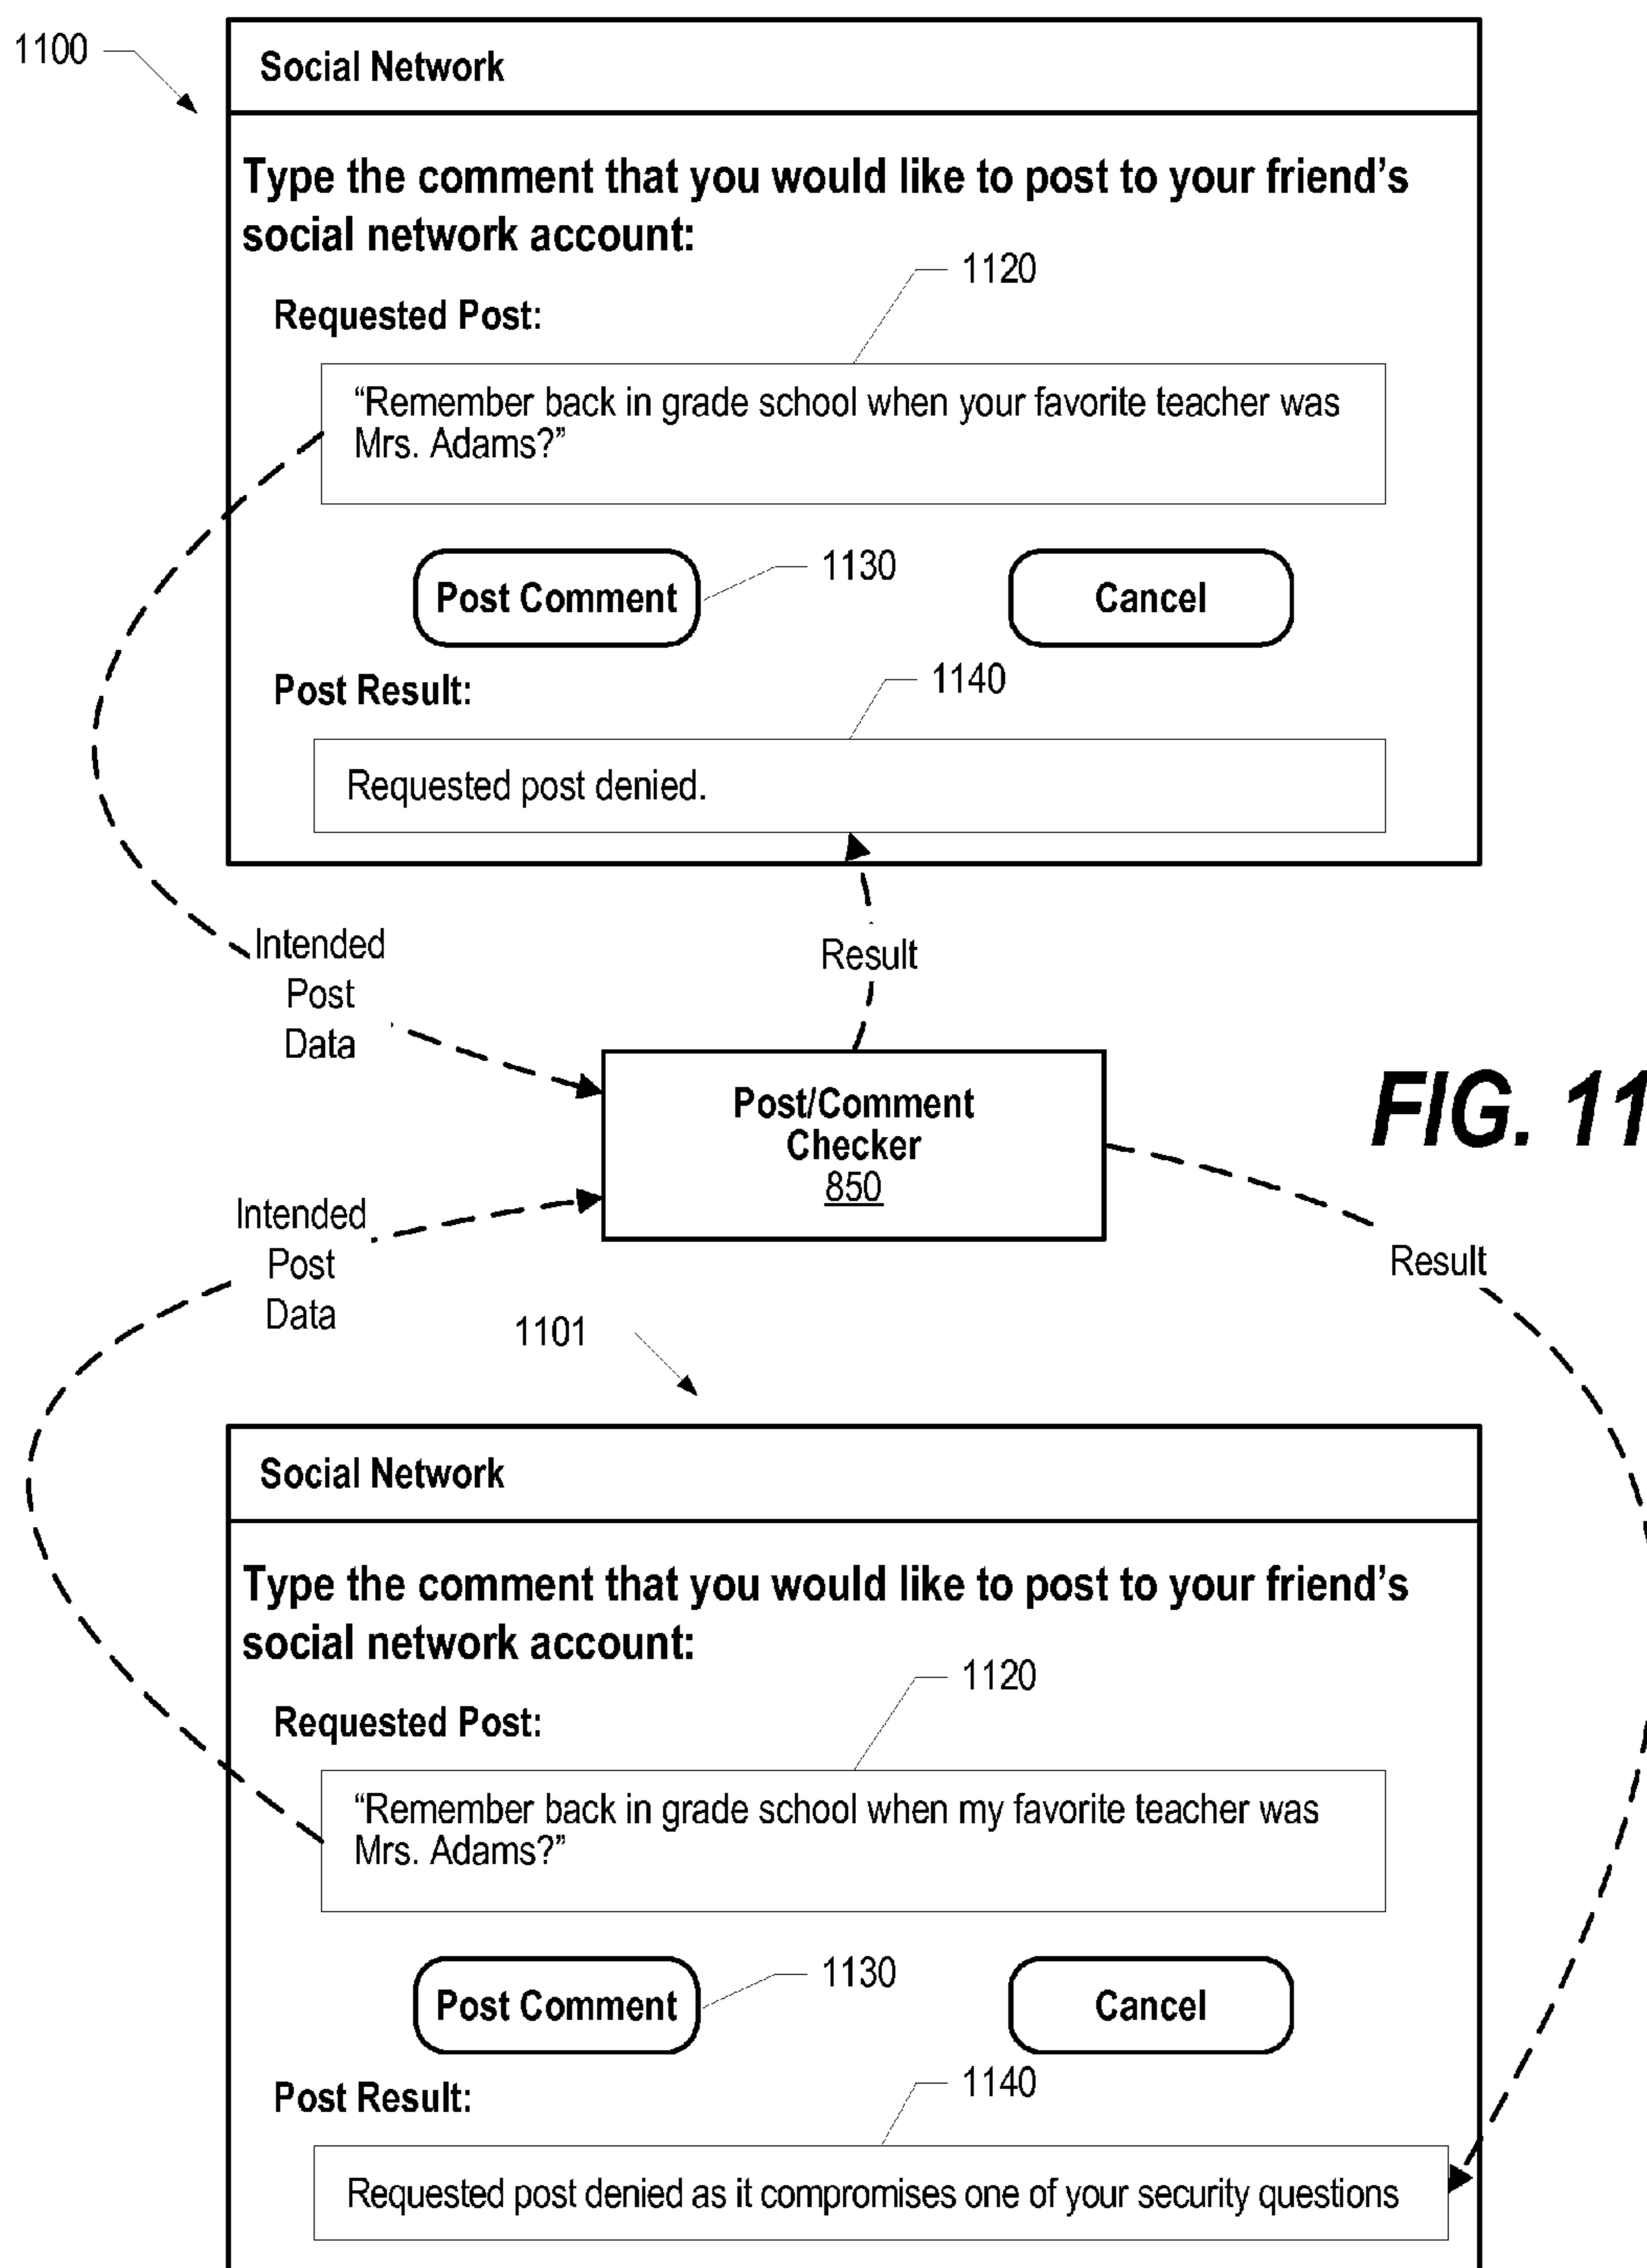 1100
Social Network
Type the comment that you would like to post to your friend’s
social network account:
1120
Requested Post:
“Remember back in grade school when your favorite teacher was
Mrs. Adams?”
1130
Post Comment
Cancel
1140
Post Result:
Requested post denied.
Intended
Post
Data
Result
Post/Comment
Checker
850
FIG. 11
Intended
Post
Data
Result
1101
Social Network
Type the comment that you would like to post to your friend’s
social network account:
1120
Requested Post:
“Remember back in grade school when my favorite teacher was
Mrs. Adams?”
1130
Post Comment
Cancel
1140
Post Result:
Requested post denied as it compromises one of your security questions